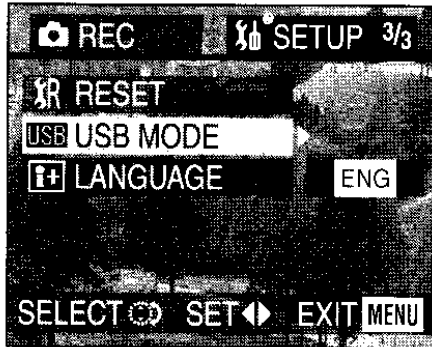 REC SETUP 3/3
R RESET
USB USB MODE
LANGUAGE ENG
SELECT SET EXIT MENU